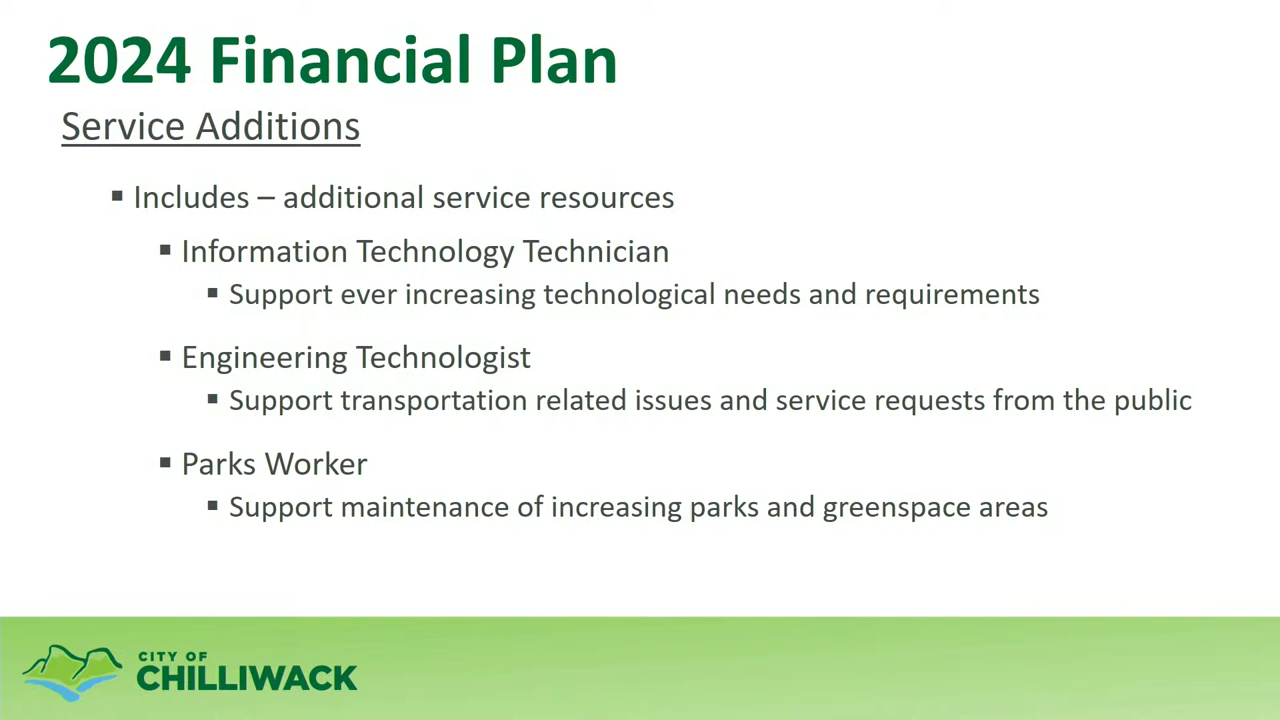 2024 Financial Plan
Service Additions
▪ Includes – additional service resources
▪ Information Technology Technician
▪ Support ever increasing technological needs and requirements
▪ Engineering Technologist
▪ Support transportation related issues and service requests from the public
▪ Parks Worker
▪ Support maintenance of increasing parks and greenspace areas
CITY OF
CHILLIWACK